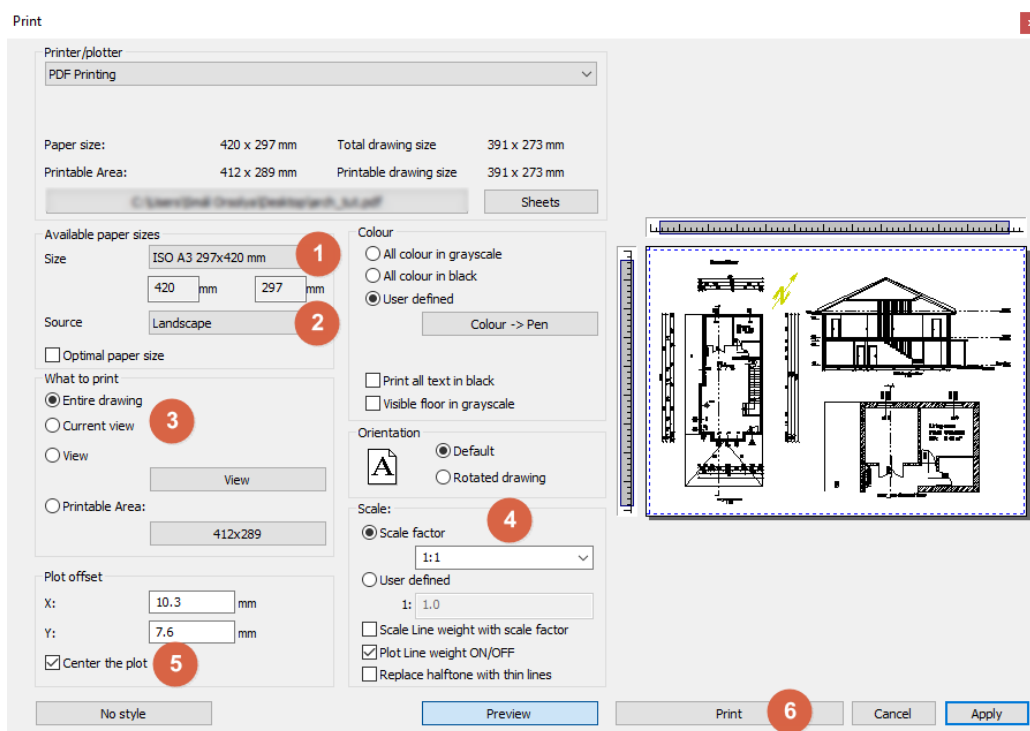 Print
Printer/plotter
PDF Printing
Paper size: 420 x 297 mm Total drawing size 391 x 273 mm
Printable Area: 412 x 289 mm Printable drawing size 391 x 273 mm
Sheets
Available paper sizes
Size ISO A3 297x420 mm 1
420 mm 297 mm
Source Landscape 2
Optimal paper size
What to print
Entire drawing
Current view 3
View
View
Printable Area:
412x289
Plot offset
X: 10.3 mm
Y: 7.6 mm
Center the plot 5
No style
Colour
All colour in grayscale
All colour in black
User defined
Colour -> Pen
Print all text in black
Visible floor in grayscale
Orientation
A
Default
Rotated drawing
Scale: 4
Scale factor
1:1
User defined
1: 1.0
Scale Line weight with scale factor
Plot Line weight ON/OFF
Replace halftone with thin lines
Preview
N
Print 6
Cancel
Apply